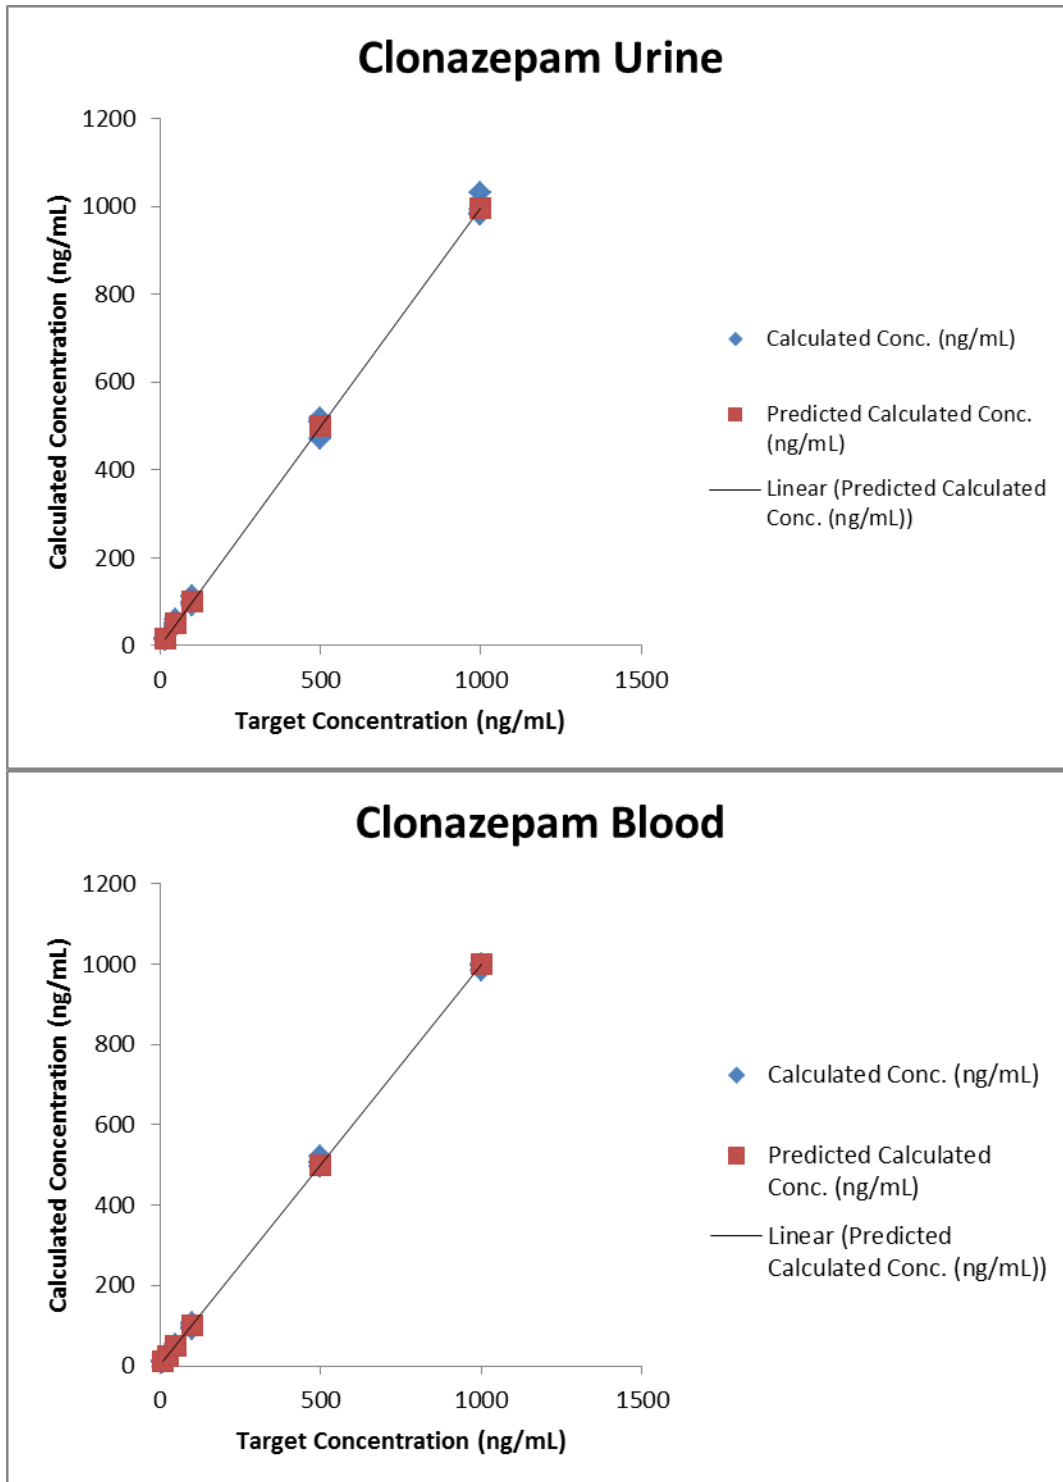 Clonazepam Urine
1200
1000
800
600
400
200
0
Calculated Concentration (ng/mL)
0 500 1000 1500
Target Concentration (ng/mL)
Calculated Conc. (ng/mL)
Predicted Calculated Conc.
(ng/mL)
Linear (Predicted Calculated
Conc. (ng/mL))
Clonazepam Blood
1200
1000
800
600
400
200
0
Calculated Concentration (ng/mL)
0 500 1000 1500
Target Concentration (ng/mL)
Calculated Conc. (ng/mL)
Predicted Calculated
Conc. (ng/mL)
Linear (Predicted
Calculated Conc. (ng/mL))